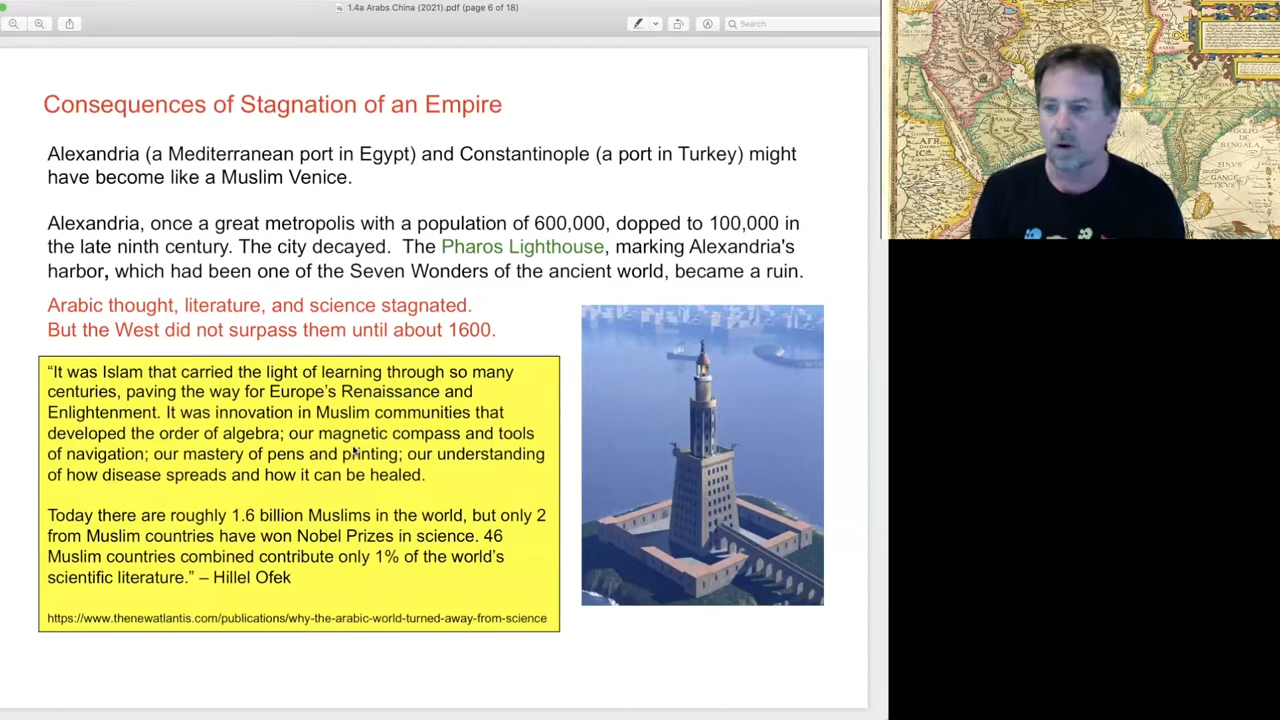 1.4a Arabs China (2021).pdf (page 6 of 18)
Search
Consequences of Stagnation of an Empire
Alexandria (a Mediterranean port in Egypt) and Constantinople (a port in Turkey) might
have become like a Muslim Venice.
Alexandria, once a great metropolis with a population of 600,000, dopped to 100,000 in
the late ninth century. The city decayed. The Pharos Lighthouse, marking Alexandria's
harbor, which had been one of the Seven Wonders of the ancient world, became a ruin.
Arabic thought, literature, and science stagnated.
But the West did not surpass them until about 1600.
“It was Islam that carried the light of learning through so many
centuries, paving the way for Europe’s Renaissance and
Enlightenment. It was innovation in Muslim communities that
developed the order of algebra; our magnetic compass and tools
of navigation; our mastery of pens and printing; our understanding
of how disease spreads and how it can be healed.
Today there are roughly 1.6 billion Muslims in the world, but only 2
from Muslim countries have won Nobel Prizes in science. 46
Muslim countries combined contribute only 1% of the world’s
scientific literature.” – Hillel Ofek
https://www.thenewatlantis.com/publications/why-the-arabic-world-turned-away-from-science
GOLFO DE
BENGALA
SINVS
GANGE
TICVS